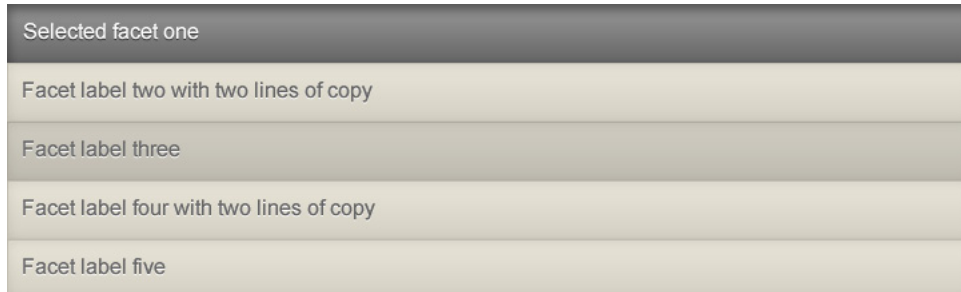 Selected facet one
Facet label two with two lines of copy
Facet label three
Facet label four with two lines of copy
Facet label five